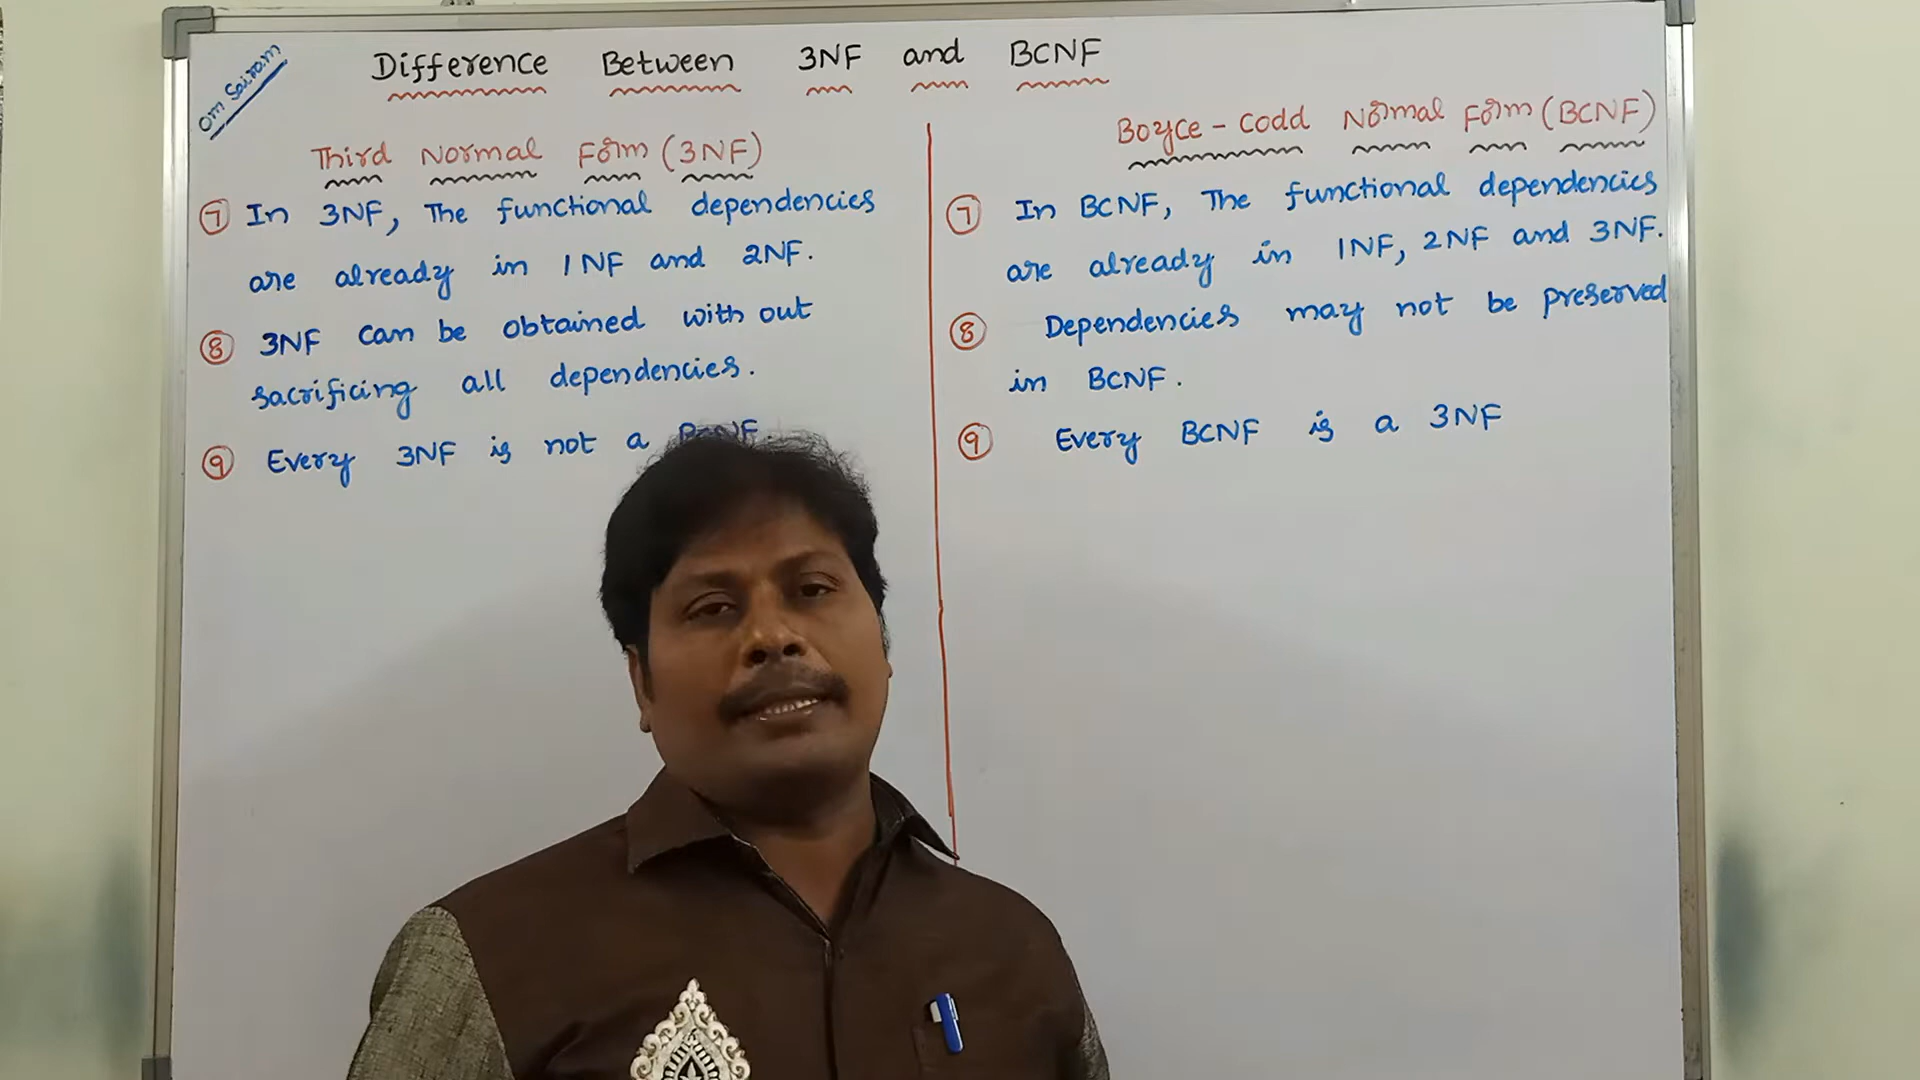 Om Sairam
Difference Between 3NF and BCNF
Third Normal Form (3NF)
7 In 3NF, The functional dependencies
are already in 1NF and 2NF.
8 3NF can be obtained with out
sacrificing all dependencies.
9 Every 3NF is not a BCNF.
Boyce-Codd Normal Form (BCNF)
7 In BCNF, The functional dependencies
are already in 1NF, 2NF and 3NF.
8 Dependencies may not be preserved
in BCNF.
9 Every BCNF is a 3NF